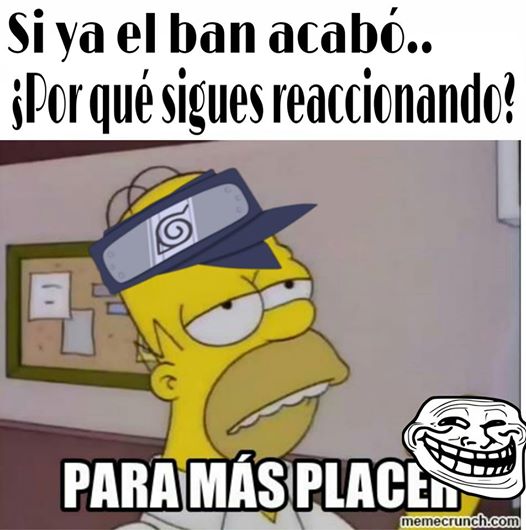 Si ya el ban acabó..
¿Por qué sigues reaccionando?
PARA MÁS PLACER
memecrunch.com